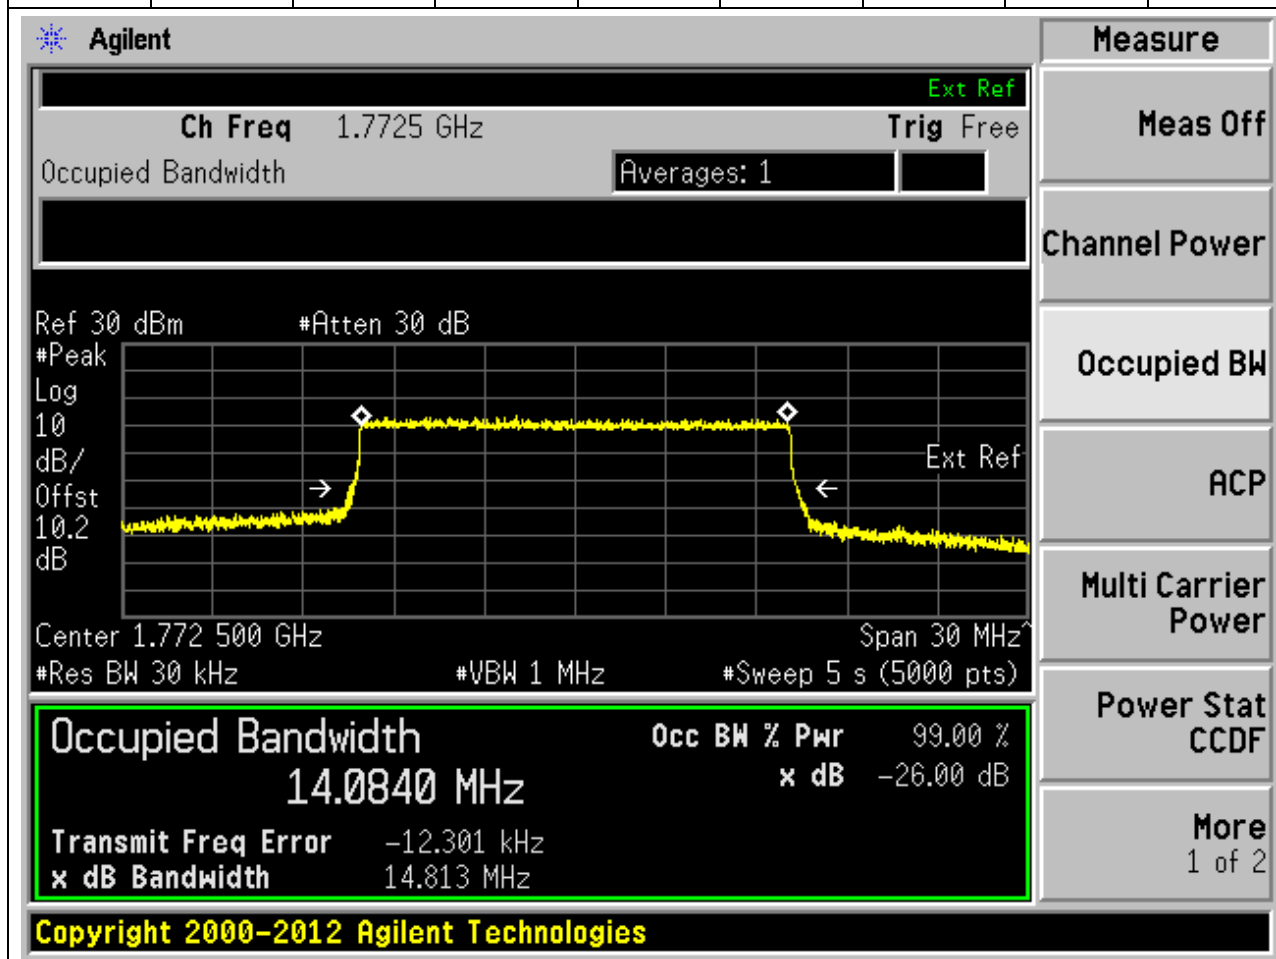 Agilent
Measure
Ext Ref
Ch Freq 1.7725 GHz Trig Free
Occupied Bandwidth Averages: 1
Ref 30 dBm #Atten 30 dB
#Peak
Log
10
dB/
Offst
10.2
dB
Ext Ref
Center 1.772 500 GHz Span 30 MHz^
#Res BW 30 kHz #VBW 1 MHz #Sweep 5 s (5000 pts)
Occupied Bandwidth Occ BW % Pwr 99.00 %
14.0840 MHz x dB -26.00 dB
Transmit Freq Error -12.301 kHz
x dB Bandwidth 14.813 MHz
Meas Off
Channel Power
Occupied BW
ACP
Multi Carrier
Power
Power Stat
CCDF
More
1 of 2
Copyright 2000-2012 Agilent Technologies